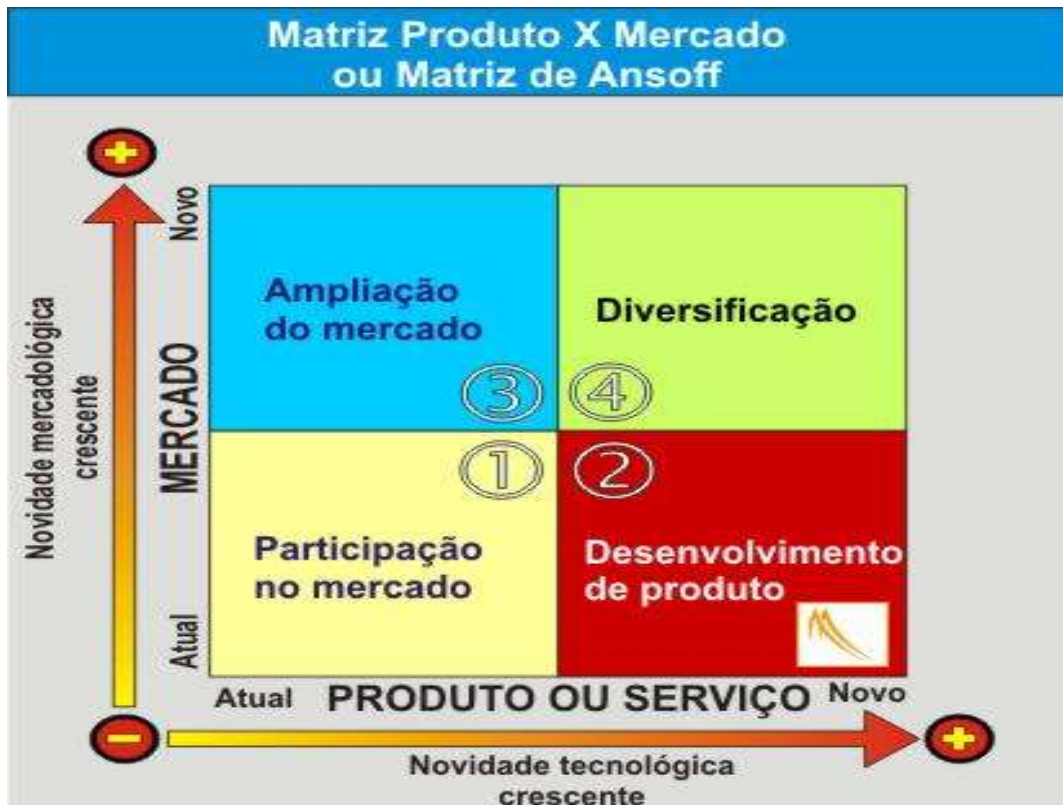 Matriz Produto X Mercado
ou Matriz de Ansoff
+
Novidade mercadológica
crescente
MERCADO
Novo
Atual
Ampliação
do mercado
3
Diversificação
4
Participação
no mercado
1
Desenvolvimento
de produto
2
Atual PRODUTO OU SERVIÇO Novo
-
+
Novidade tecnológica
crescente